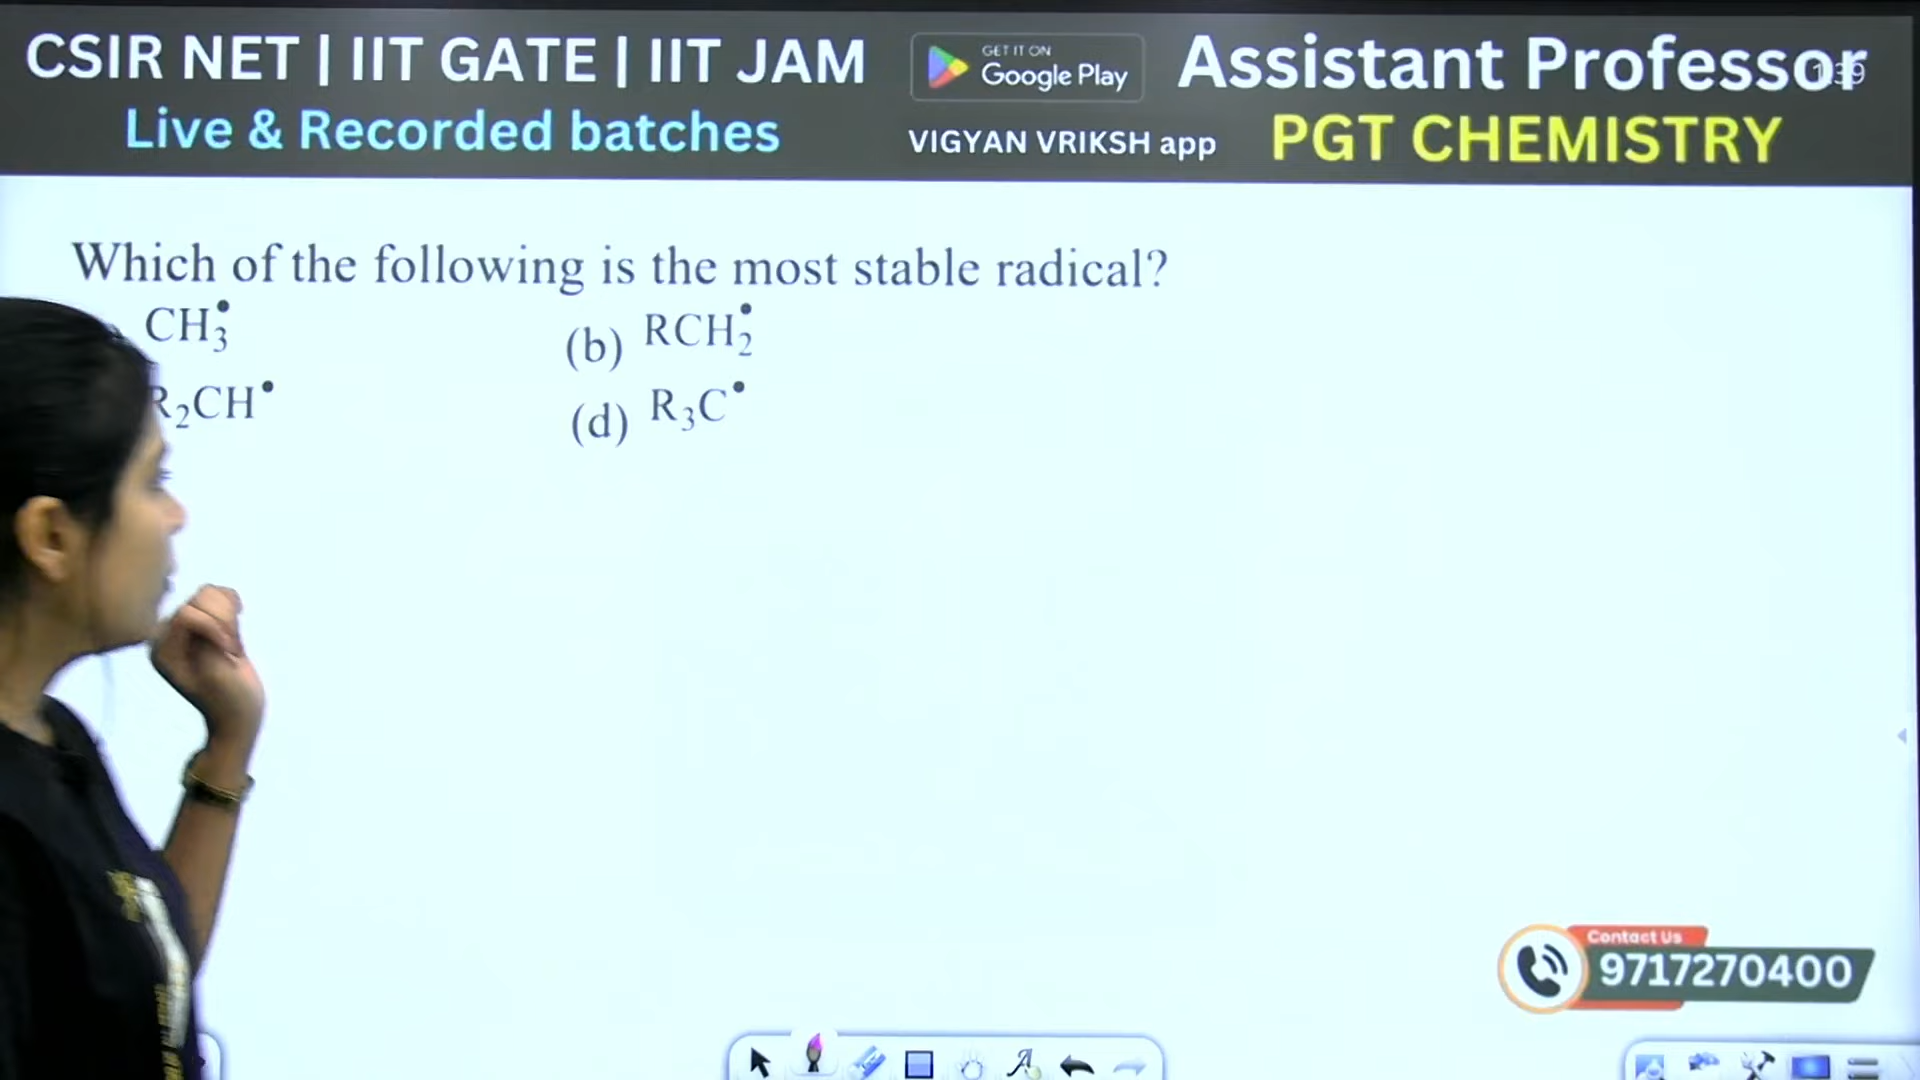 CSIR NET | IIT GATE | IIT JAM
Live & Recorded batches
GET IT ON
Google Play
VIGYAN VRIKSH app
Assistant Professor
PGT CHEMISTRY
Which of the following is the most stable radical?
CH₃•
(b) RCH₂•
R₂CH•
(d) R₃C•
Contact Us
9717270400